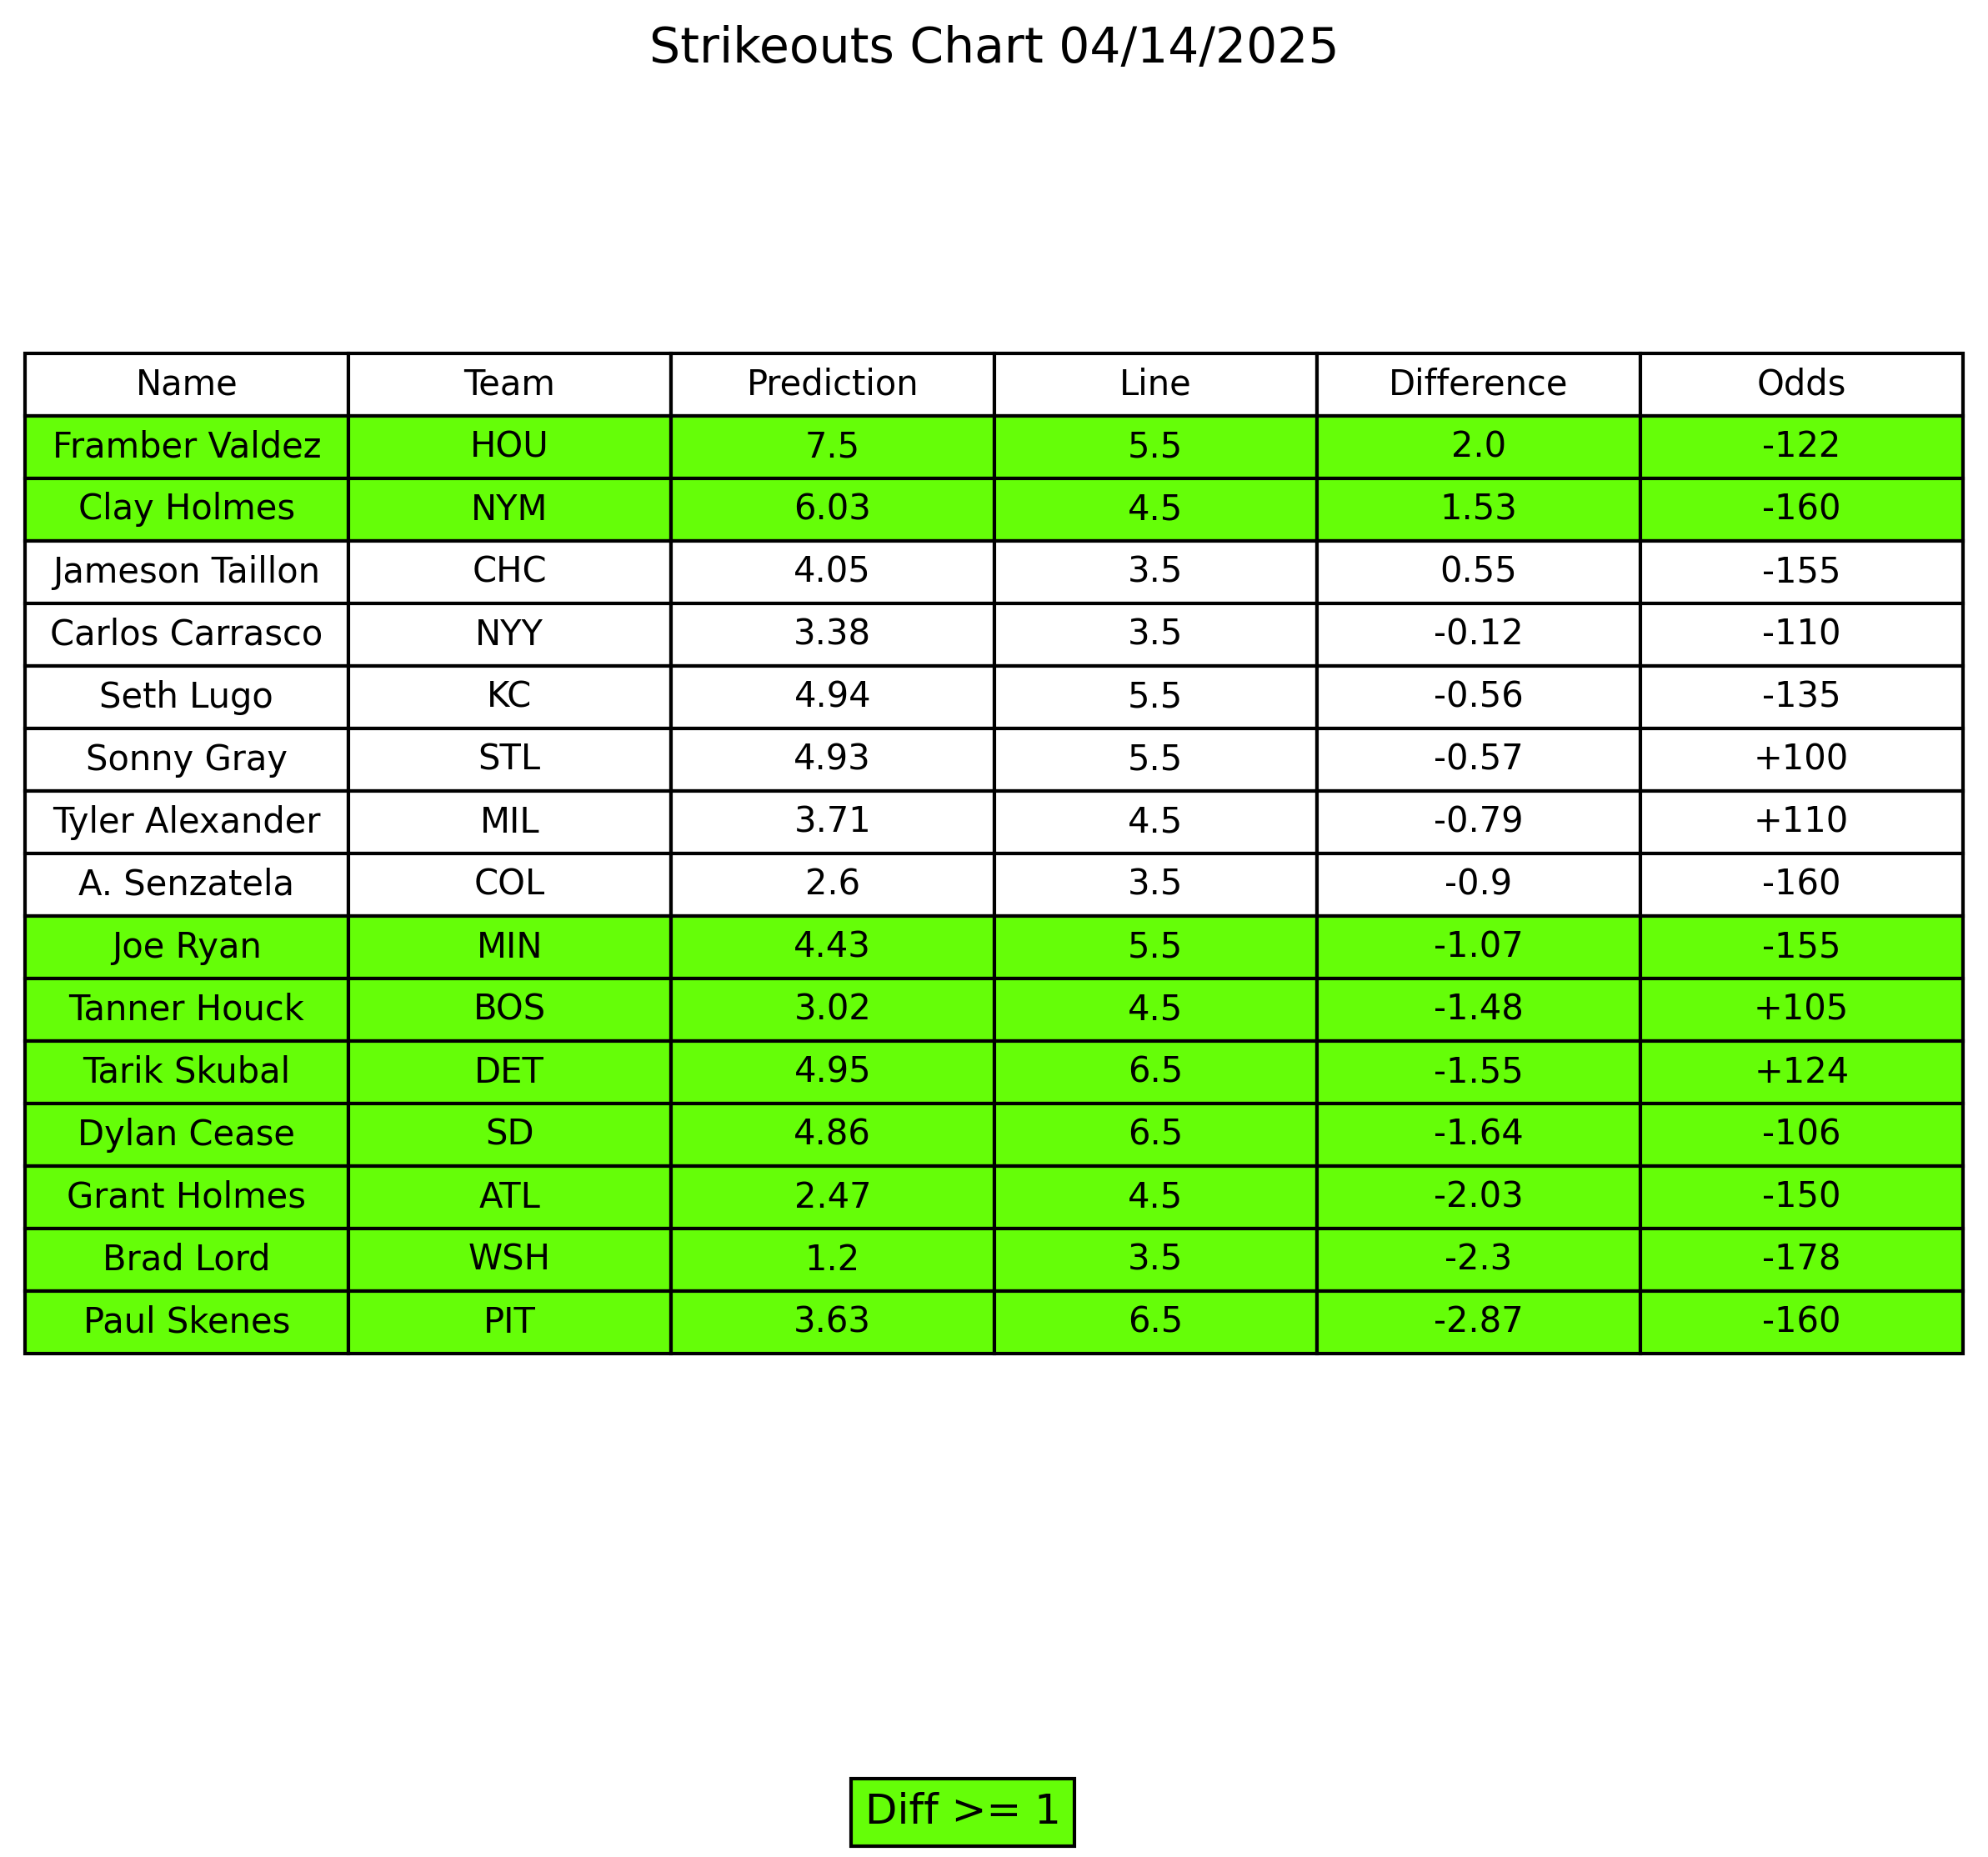 Strikeouts Chart 04/14/2025
Name Team Prediction Line Difference Odds
Framber Valdez HOU 7.5 5.5 2.0 -122
Clay Holmes NYM 6.03 4.5 1.53 -160
Jameson Taillon CHC 4.05 3.5 0.55 -155
Carlos Carrasco NYY 3.38 3.5 -0.12 -110
Seth Lugo KC 4.94 5.5 -0.56 -135
Sonny Gray STL 4.93 5.5 -0.57 +100
Tyler Alexander MIL 3.71 4.5 -0.79 +110
A. Senzatela COL 2.6 3.5 -0.9 -160
Joe Ryan MIN 4.43 5.5 -1.07 -155
Tanner Houck BOS 3.02 4.5 -1.48 +105
Tarik Skubal DET 4.95 6.5 -1.55 +124
Dylan Cease SD 4.86 6.5 -1.64 -106
Grant Holmes ATL 2.47 4.5 -2.03 -150
Brad Lord WSH 1.2 3.5 -2.3 -178
Paul Skenes PIT 3.63 6.5 -2.87 -160
Diff >= 1